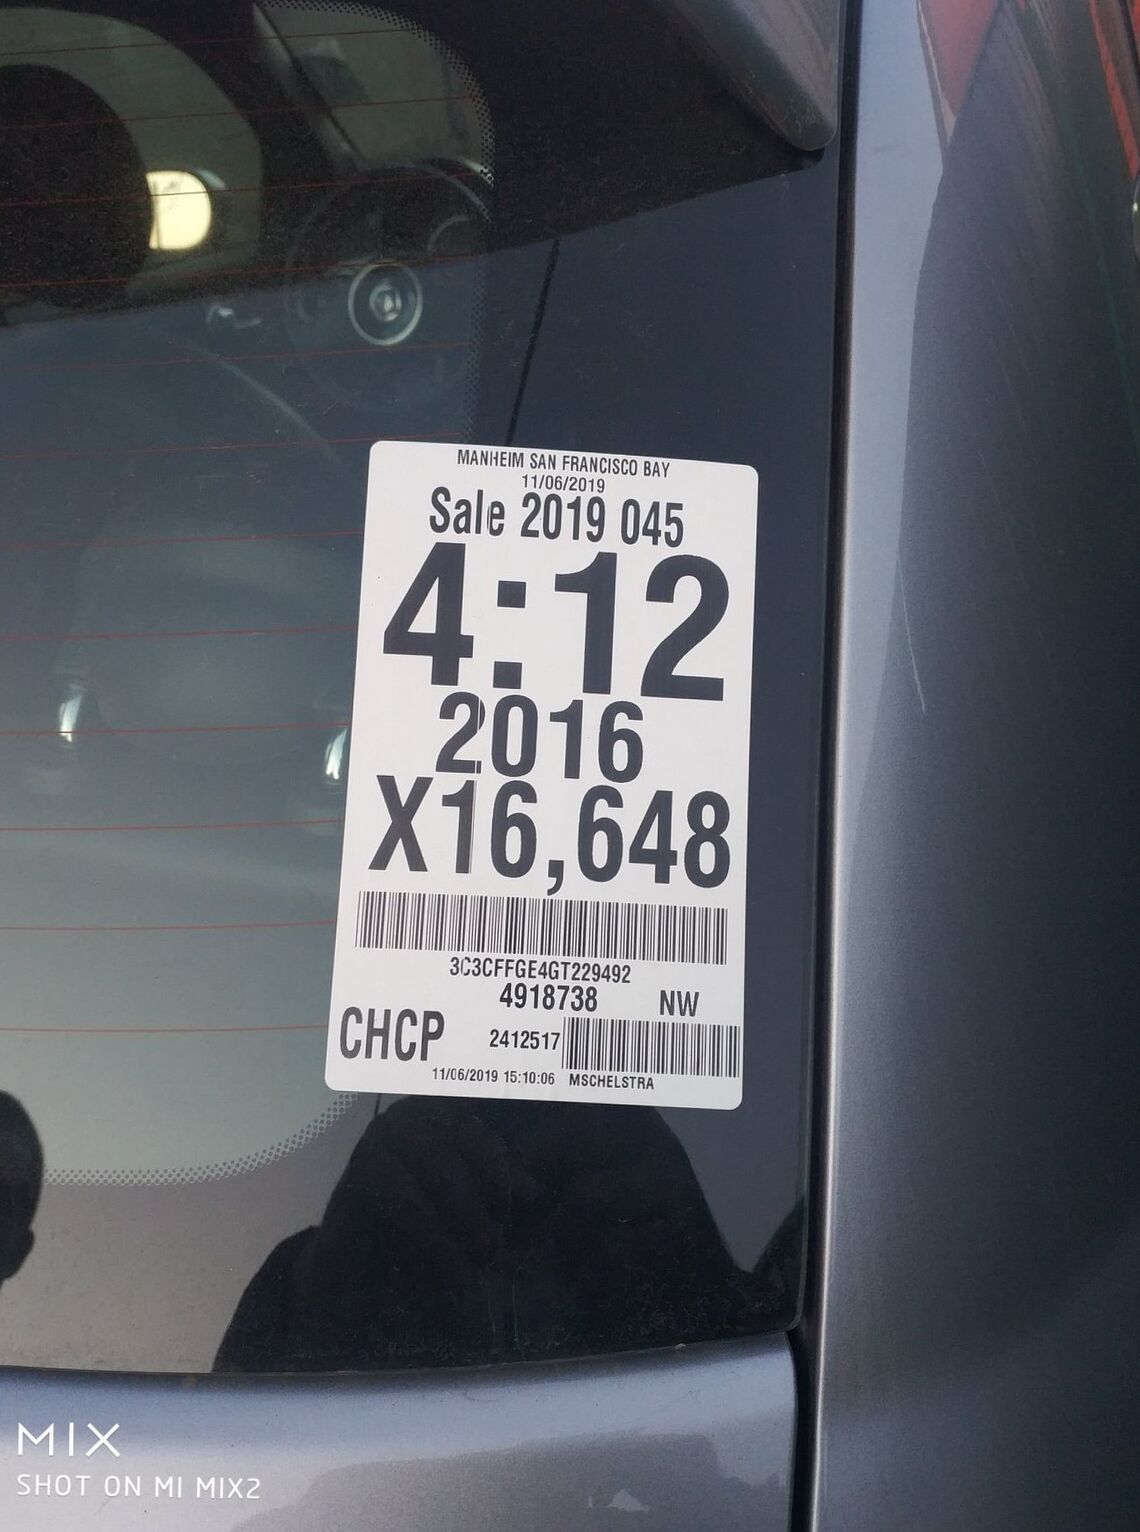 MANHEIM SAN FRANCISCO BAY
11/06/2019
Sale 2019 045
4:12
2016
X16,648
3C3CFFGE4GT229492
4918738 NW
CHCP 2412517
11/06/2019 15:10:06 MSCHELSTRA
MIX
SHOT ON MI MIX2